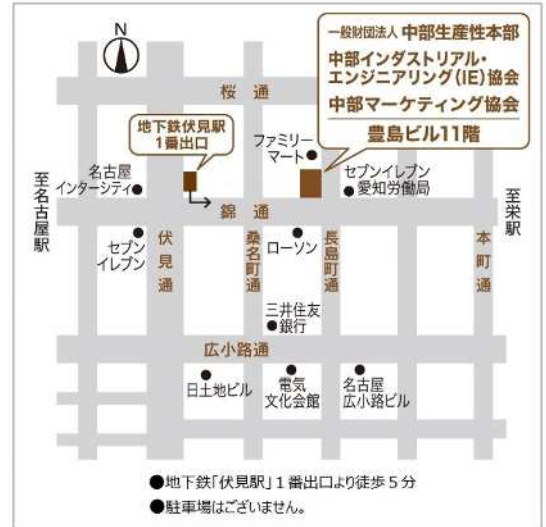 N
一般財団法人 中部生産性本部
中部インダストリアル・
エンジニアリング(IE)協会
中部マーケティング協会
豊島ビル11階
桜通
地下鉄伏見駅
1番出口
ファミリー
マート
名古屋
インターシティ
セブンイレブン
愛知労働局
至名古屋駅
至栄駅
錦通
セブン
イレブン
伏見通
桑名町通
ローソン
長島町通
本町通
三井住友
銀行
広小路通
日土地ビル
電気
文化会館
名古屋
広小路ビル
●地下鉄「伏見駅」1番出口より徒歩5分
●駐車場はございません。